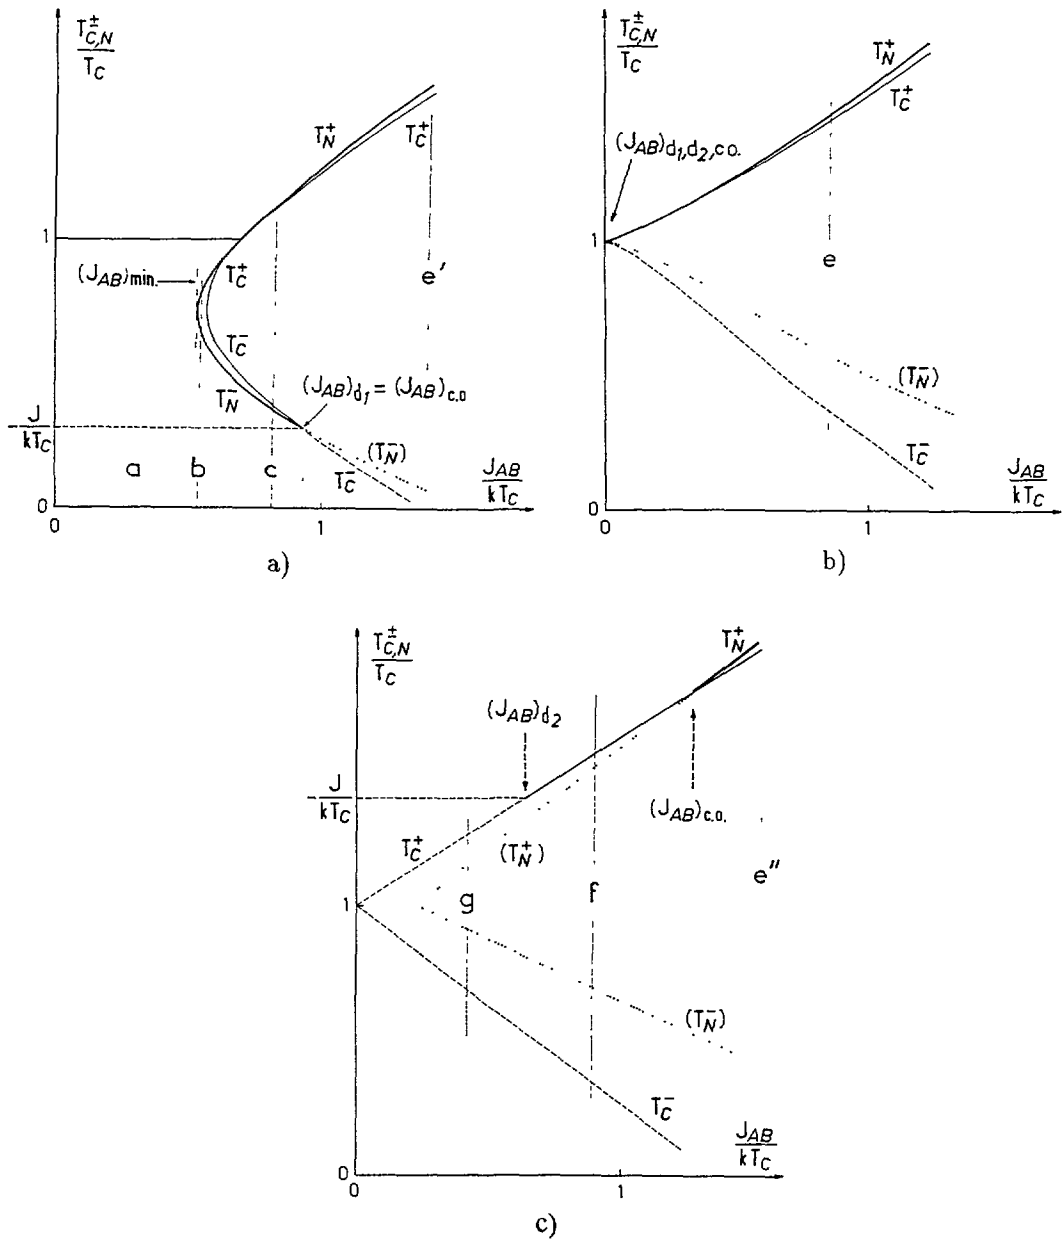 T±C,N / TC
T+N
T+C
1
(JAB)min.
T+C
e′
T−C
T−N
(JAB)d1 = (JAB)c.o
J / kTC
(T−N)
a b c
T−C
JAB / kTC
0
0 1
a)
T±C,N / TC
T+N
T+C
(JAB)d1,d2,c.o.
1
e
(T−N)
T−C
JAB / kTC
0
0 1
b)
T±C,N / TC
T+N
(JAB)d2
J / kTC
(JAB)c.o.
T+C
(T+N)
e″
1
g f
(T−N)
T−C
JAB / kTC
0
0 1
c)